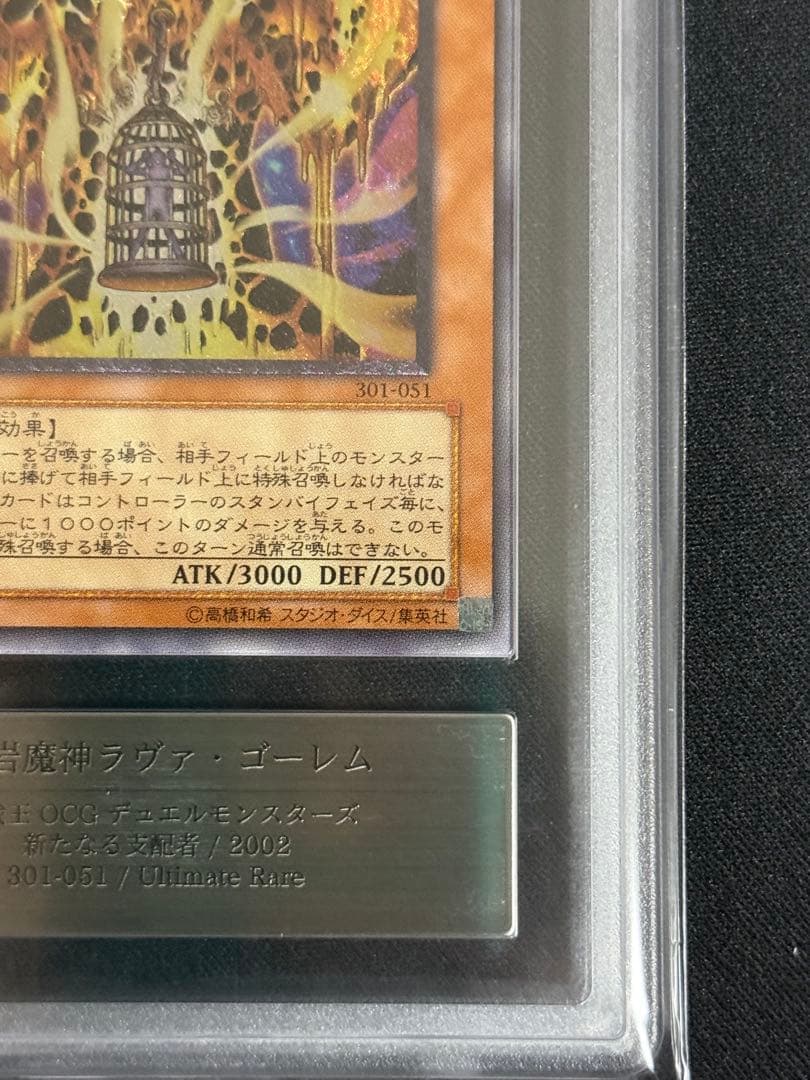 301-051
効果】
ーを召喚する場合、相手フィールド上のモンスター
に捧げて相手フィールド上に特殊召喚しなければな
カードはコントローラーのスタンバイフェイズ毎に、
ーに1000ポイントのダメージを与える。このモ
殊召喚する場合、このターン通常召喚はできない。
ATK/3000 DEF/2500
©高橋和希 スタジオ・ダイス/集英社
岩魔神ラヴァ・ゴーレム
王 OCG デュエルモンスターズ
新たなる支配者 / 2002
301-051 / Ultimate Rare